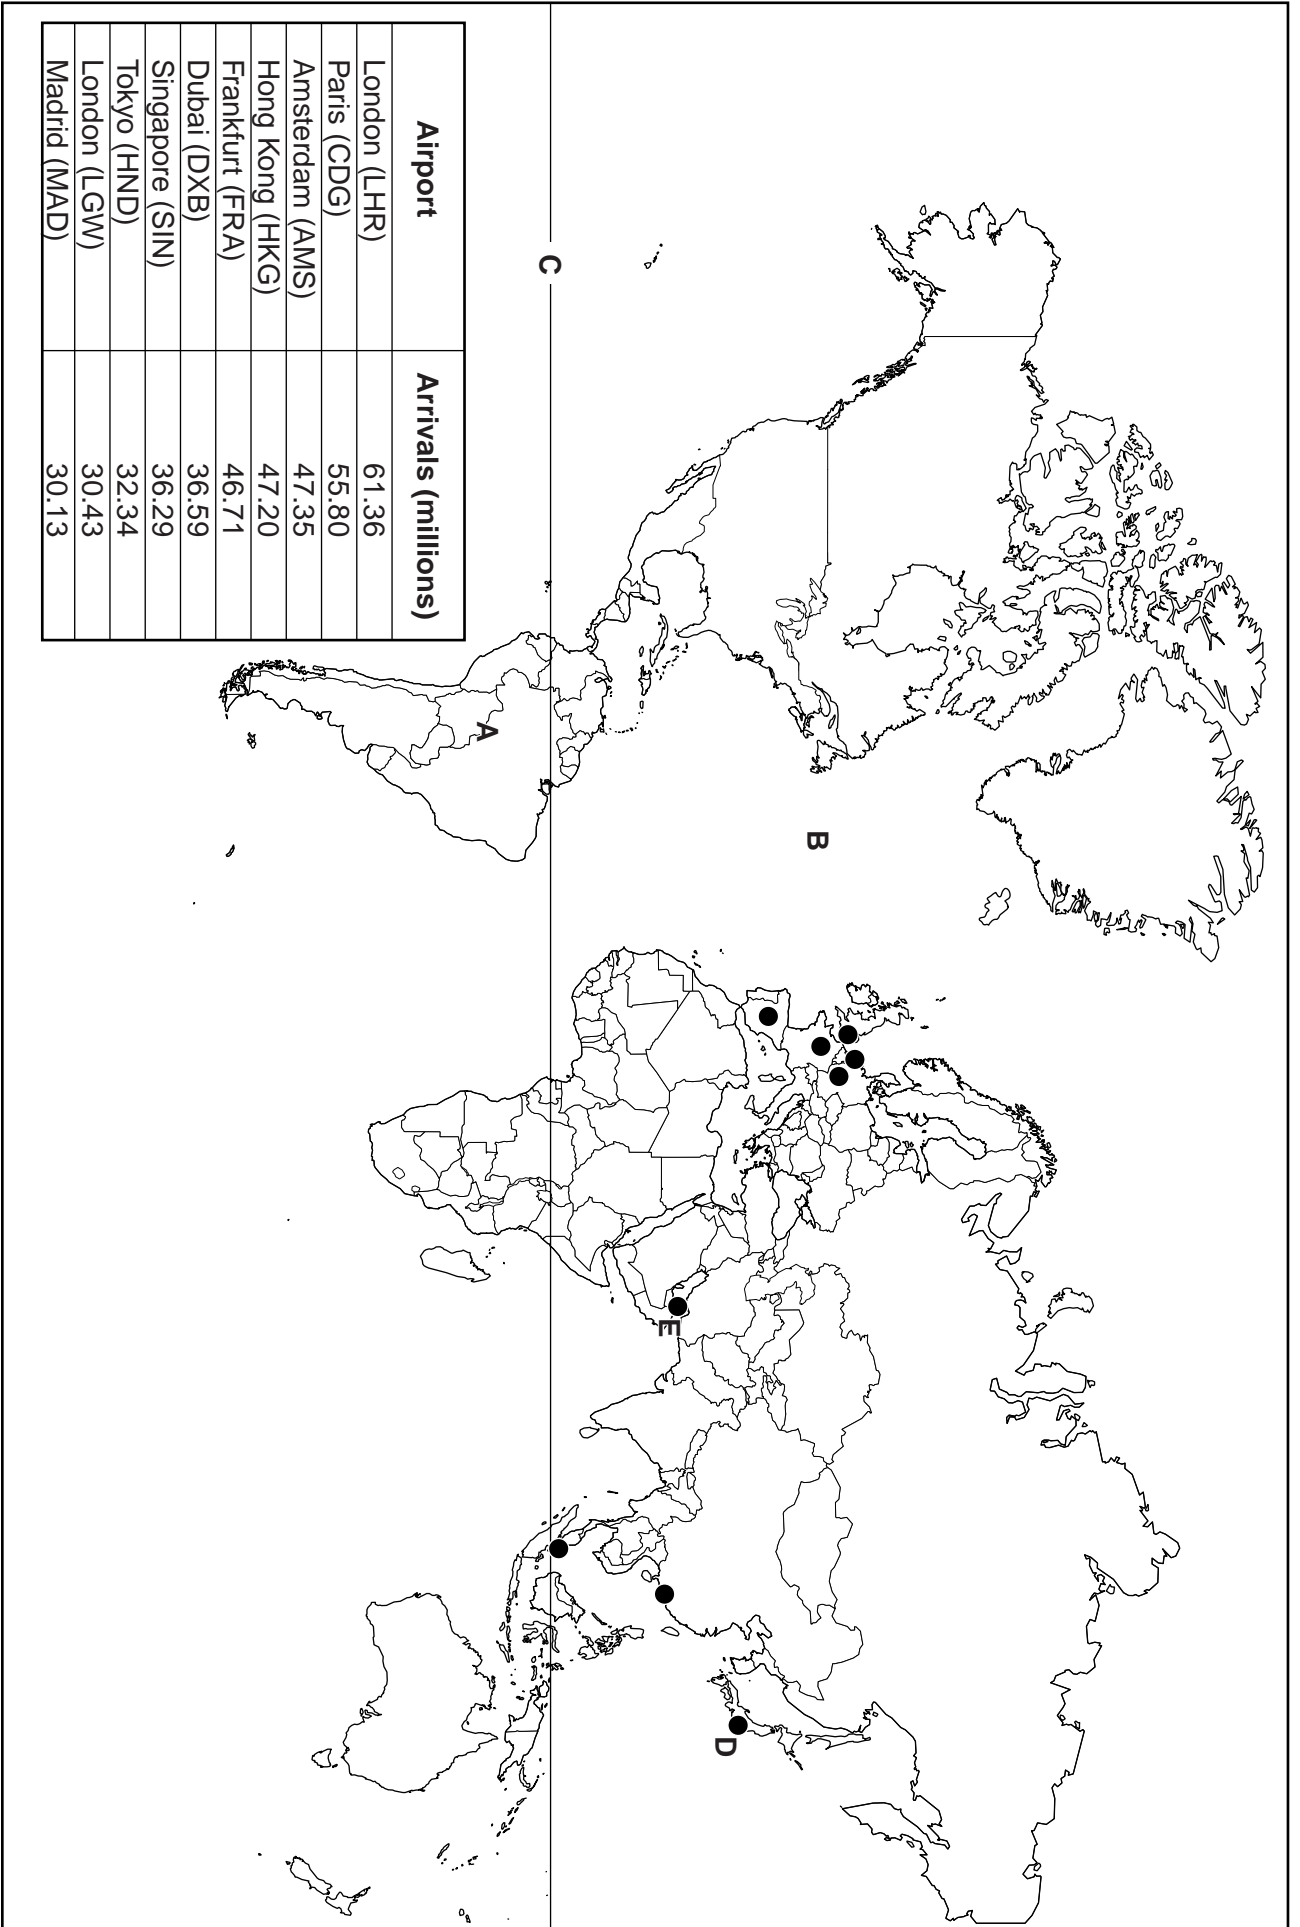 B
C
A
D
E
Airport Arrivals (millions)
London (LHR) 61.36
Paris (CDG) 55.80
Amsterdam (AMS) 47.35
Hong Kong (HKG) 47.20
Frankfurt (FRA) 46.71
Dubai (DXB) 36.59
Singapore (SIN) 36.29
Tokyo (HND) 32.34
London (LGW) 30.43
Madrid (MAD) 30.13